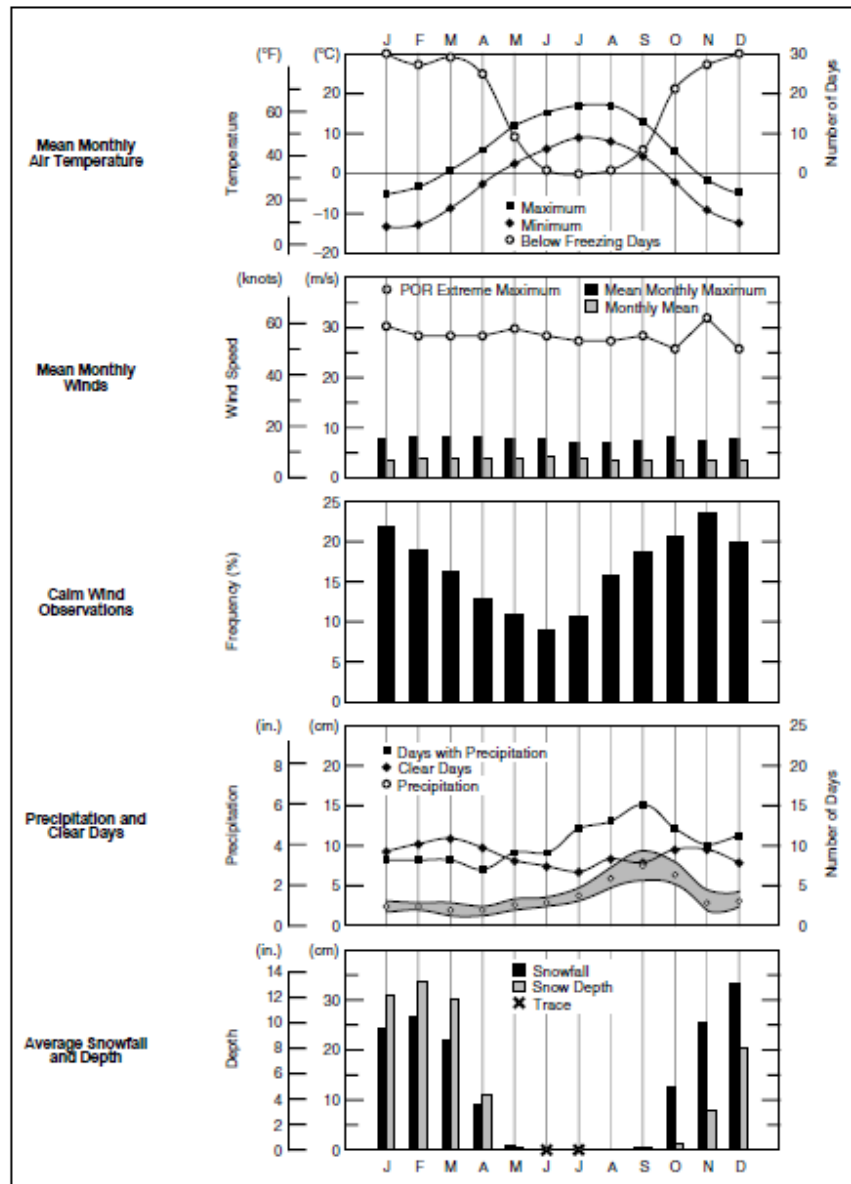 J F M A M J J A S O N D
(°F) (°C)
30 20 10 0
Number of Days
60 40 20 0
20 10 0 –10 –20
Temperature
Mean Monthly
Air Temperature
Maximum
Minimum
Below Freezing Days
(knots) (m/s)
POR Extreme Maximum
Mean Monthly Maximum
Monthly Mean
60 40 20 0
30 20 10 0
Wind Speed
Mean Monthly
Winds
25 20 15 10 5 0
Frequency (%)
Calm Wind
Observations
(in.) (cm)
Days with Precipitation
Clear Days
Precipitation
8 6 4 2 0
20 15 10 5 0
Precipitation
25 20 15 10 5 0
Number of Days
Precipitation and
Clear Days
(in.) (cm)
Snowfall
Snow Depth
Trace
14 12 10 8 6 4 2 0
30 20 10 0
Depth
Average Snowfall
and Depth
J F M A M J J A S O N D